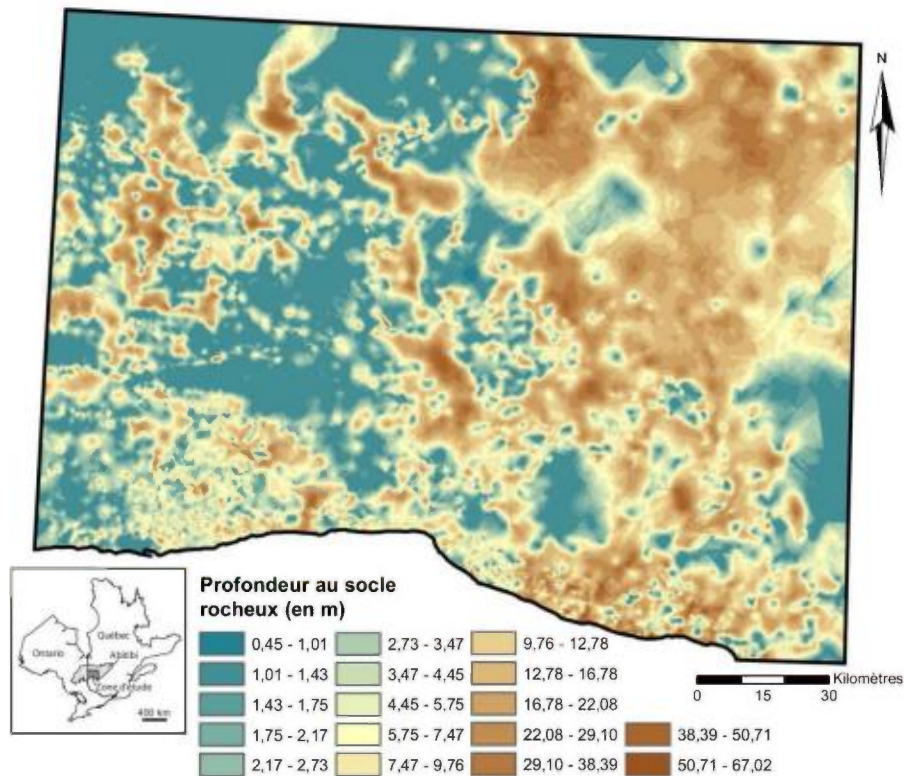 N
Profondeur au socle
rocheux (en m)
0,45 - 1,01
1,01 - 1,43
1,43 - 1,75
1,75 - 2,17
2,17 - 2,73
2,73 - 3,47
3,47 - 4,45
4,45 - 5,75
5,75 - 7,47
7,47 - 9,76
9,76 - 12,78
12,78 - 16,78
16,78 - 22,08
22,08 - 29,10
29,10 - 38,39
38,39 - 50,71
50,71 - 67,02
Kilomètres
0 15 30
Québec
Ontario
Abitibi
Zone d'étude
400 km